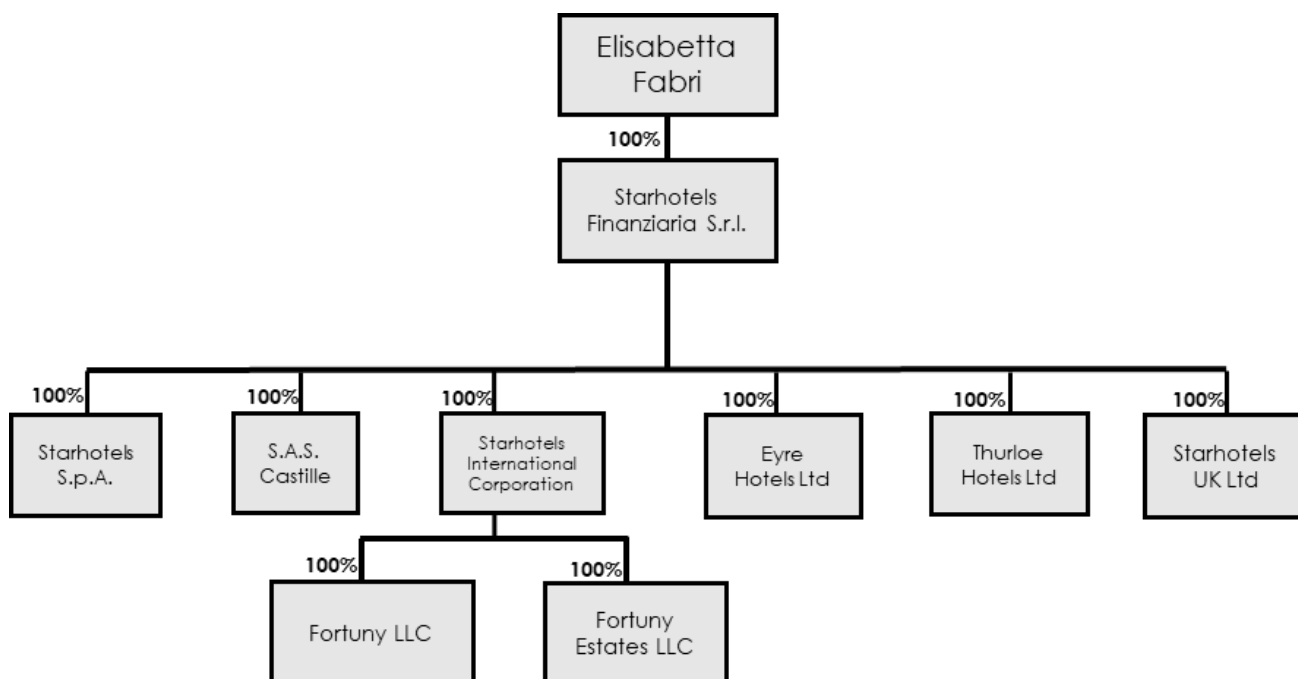 Elisabetta
Fabri
100%
Starhotels
Finanziaria S.r.l.
100%
100%
100%
100%
100%
100%
Starhotels
S.p.A.
S.A.S.
Castille
Starhotels
International
Corporation
Eyre
Hotels Ltd
Thurloe
Hotels Ltd
Starhotels
UK Ltd
100%
100%
Fortuny LLC
Fortuny
Estates LLC